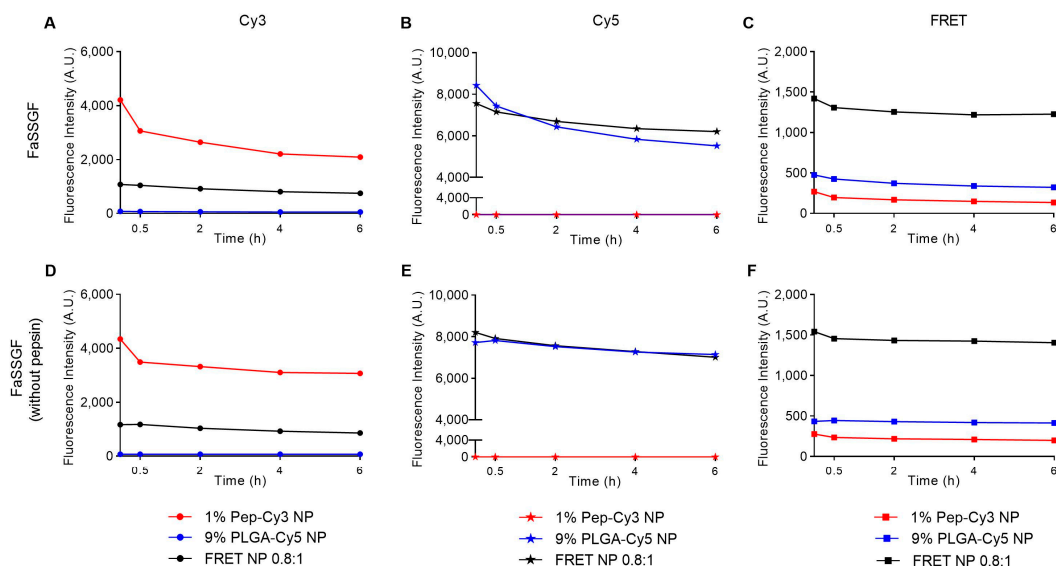 A Cy3
B Cy5
C FRET
FaSSGF
Fluorescence Intensity (A.U.)
6,000
4,000
2,000
0
0.5 2 4 6
Time (h)
Fluorescence Intensity (A.U.)
10,000
8,000
6,000
4,000
4,000
0
0.5 2 4 6
Time (h)
Fluorescence Intensity (A.U.)
2,000
1,500
1,000
500
0
0.5 2 4 6
Time (h)
D
E
F
FaSSGF
(without pepsin)
Fluorescence Intensity (A.U.)
6,000
4,000
2,000
0
0.5 2 4 6
Time (h)
Fluorescence Intensity (A.U.)
10,000
8,000
6,000
4,000
4,000
0
0.5 2 4 6
Time (h)
Fluorescence Intensity (A.U.)
2,000
1,500
1,000
500
0
0.5 2 4 6
Time (h)
1% Pep-Cy3 NP
9% PLGA-Cy5 NP
FRET NP 0.8:1
1% Pep-Cy3 NP
9% PLGA-Cy5 NP
FRET NP 0.8:1
1% Pep-Cy3 NP
9% PLGA-Cy5 NP
FRET NP 0.8:1